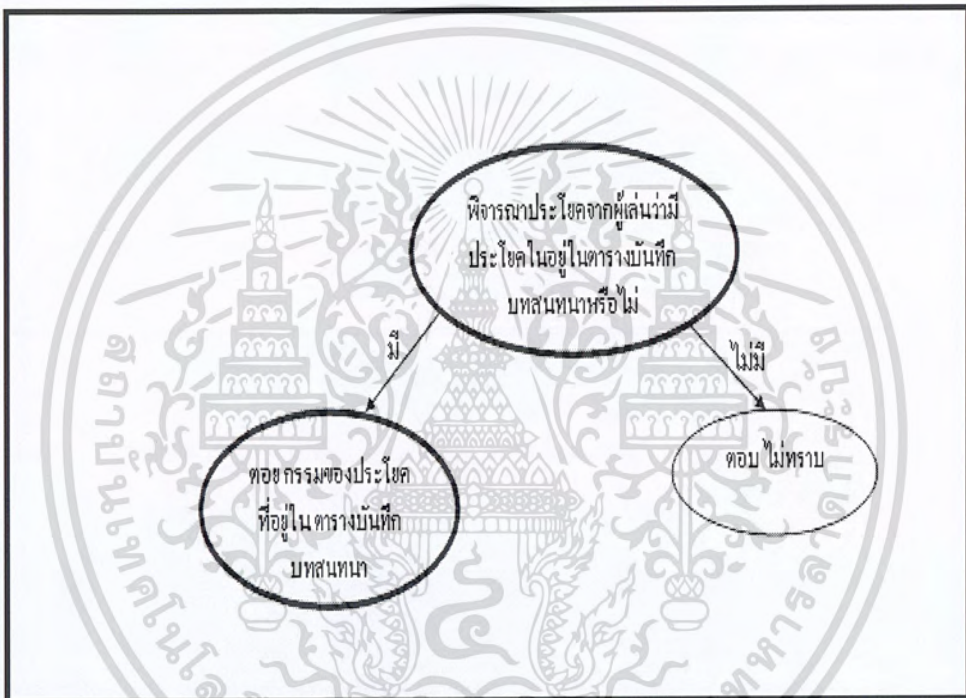 พิจารณาประโยคจากผู้เล่นว่ามี
ประโยคในอยู่ในตารางบันทึก
บทสนทนาหรือไม่
มี
ไม่มี
ตอย กรรมของประโยค
ที่อยู่ใน ตารางบันทึก
บทสนทนา
ตอบ ไม่ทราบ